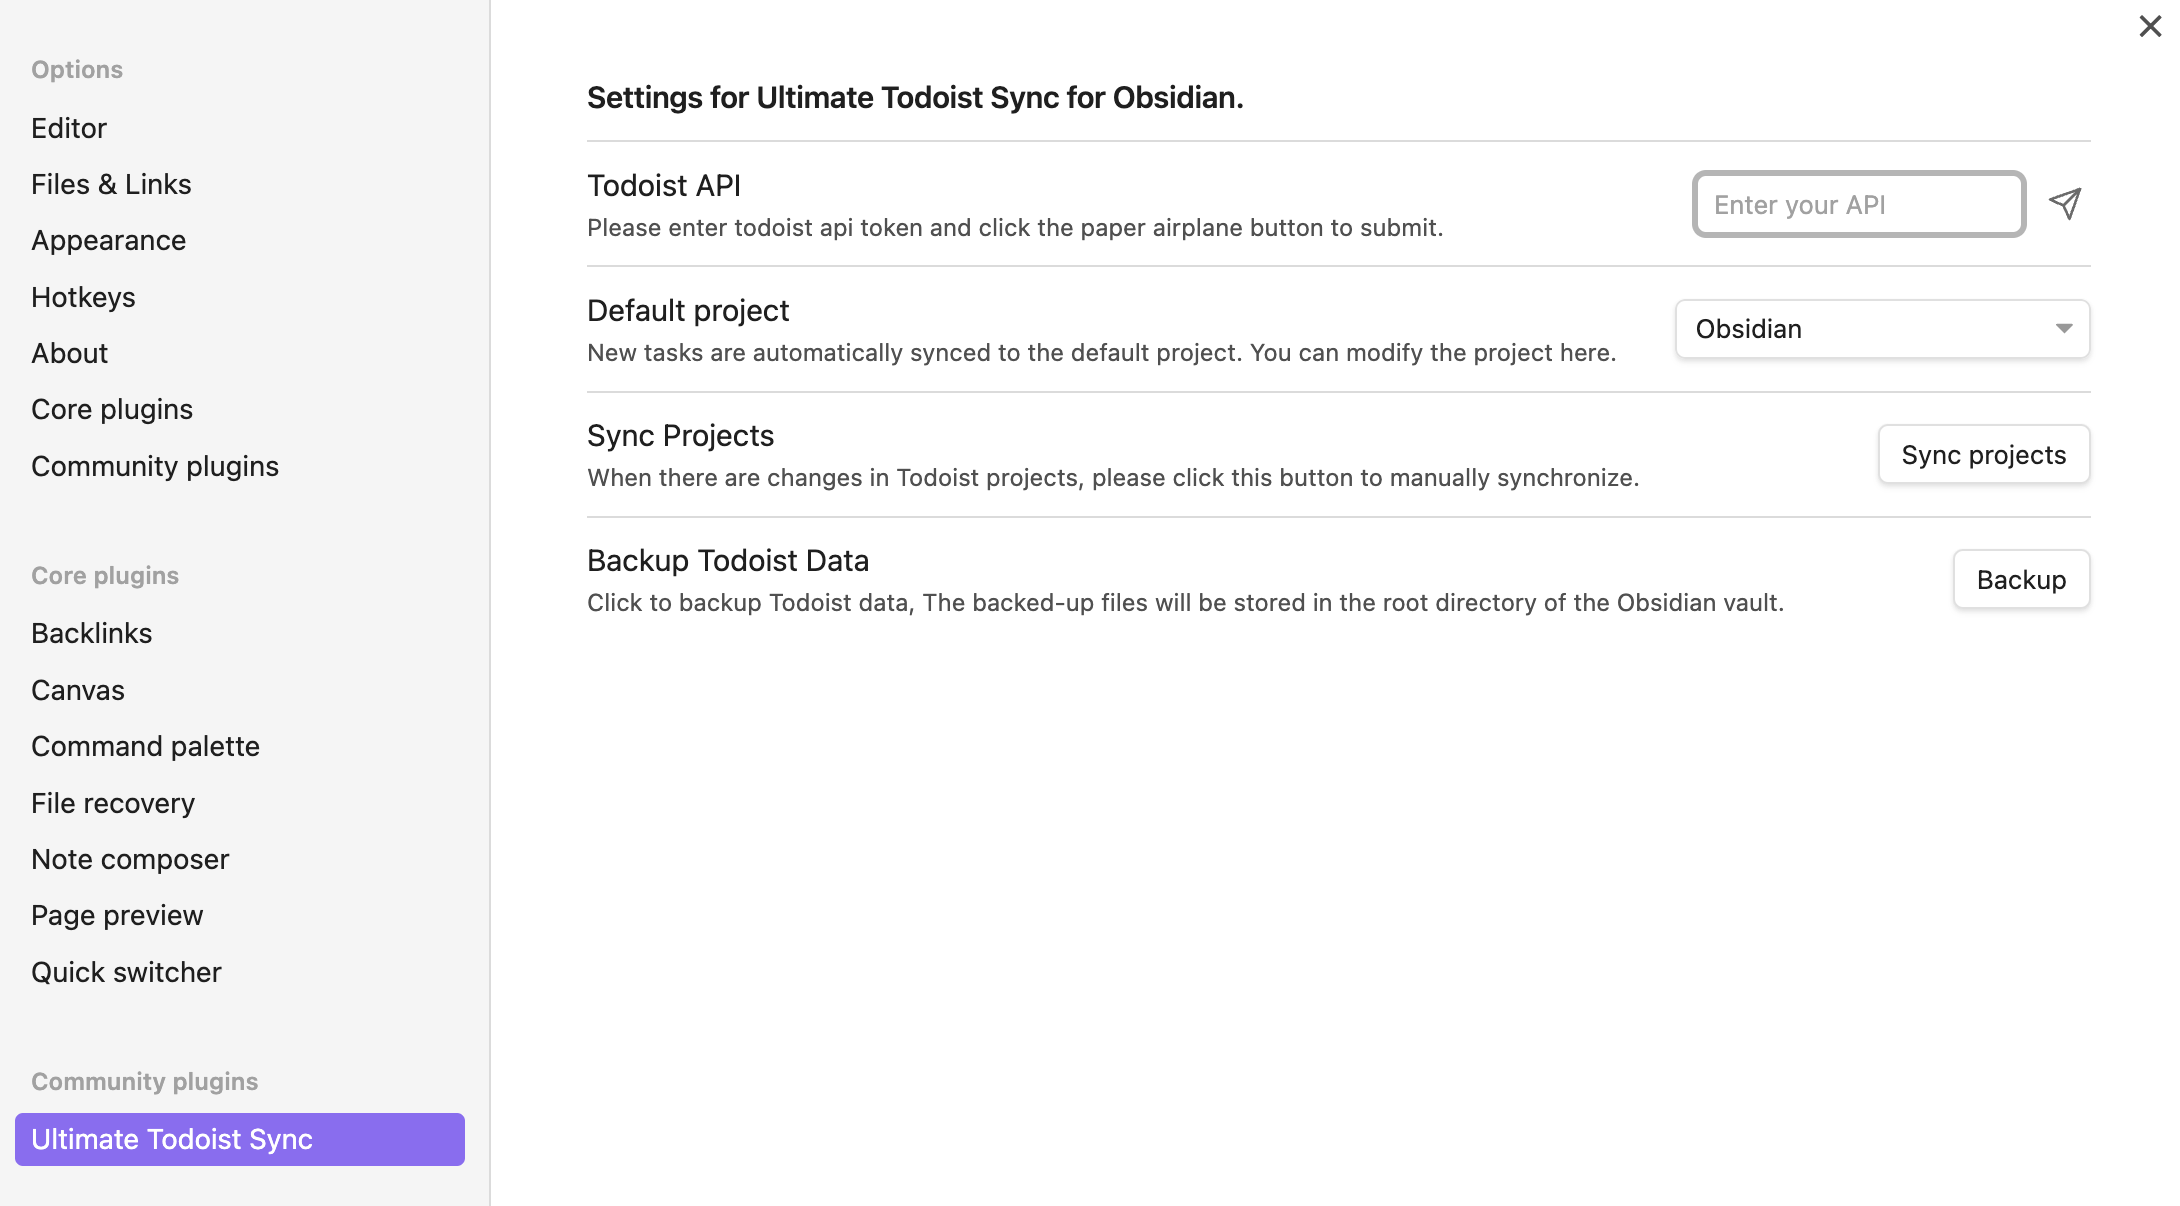 Options
Editor
Files & Links
Appearance
Hotkeys
About
Core plugins
Community plugins
Core plugins
Backlinks
Canvas
Command palette
File recovery
Note composer
Page preview
Quick switcher
Community plugins
Ultimate Todoist Sync
Settings for Ultimate Todoist Sync for Obsidian.
Todoist API
Please enter todoist api token and click the paper airplane button to submit.
Enter your API
Default project
New tasks are automatically synced to the default project. You can modify the project here.
Obsidian
Sync Projects
When there are changes in Todoist projects, please click this button to manually synchronize.
Sync projects
Backup Todoist Data
Click to backup Todoist data, The backed-up files will be stored in the root directory of the Obsidian vault.
Backup